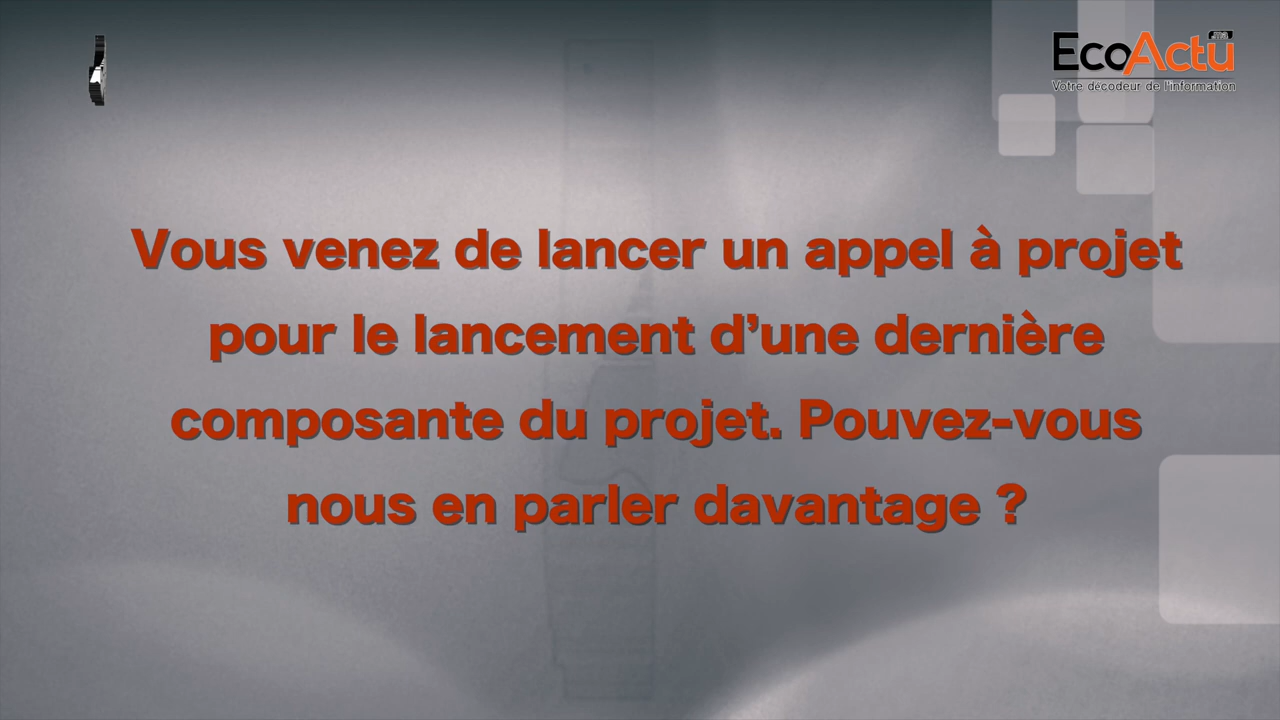 EcoActu
.ma
Votre décodeur de l'information
Vous venez de lancer un appel à projet
pour le lancement d’une dernière
composante du projet. Pouvez-vous
nous en parler davantage ?